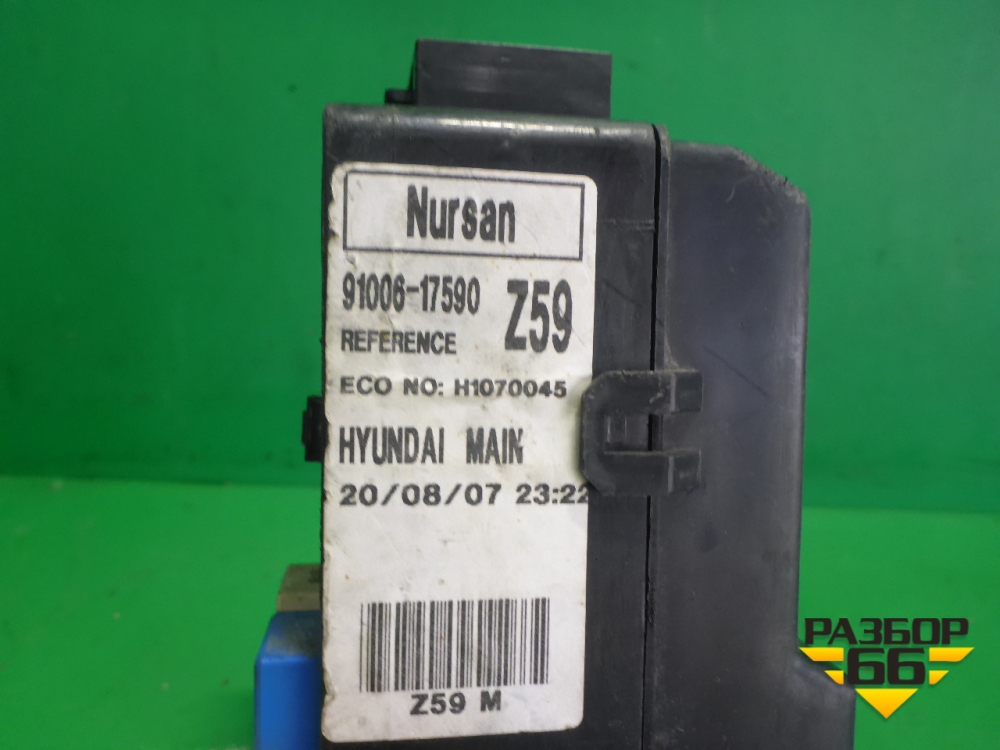 Nursan
91006-17590
Z59
REFERENCE
ECO NO: H1070045
HYUNDAI MAIN
20/08/07 23:22
Z59 M
РАЗБОР
66